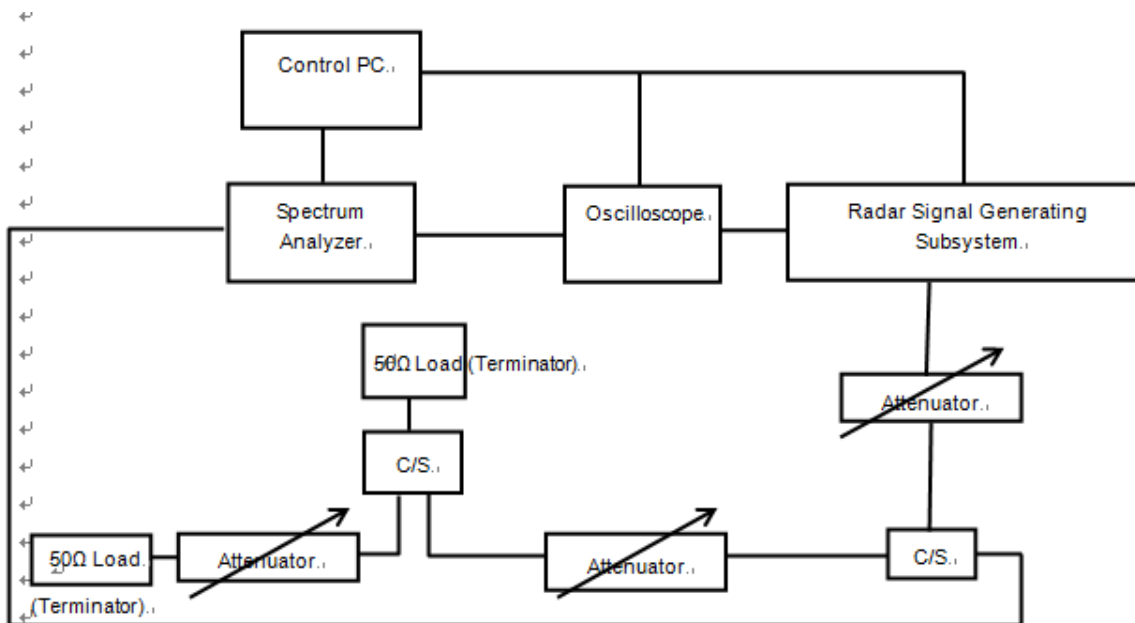 Control PC.
Spectrum
Analyzer.
Oscilloscope.
Radar Signal Generating
Subsystem.
50Ω Load (Terminator).
Attenuator.
C/S.
50Ω Load.
(Terminator).
Attenuator.
Attenuator.
C/S.